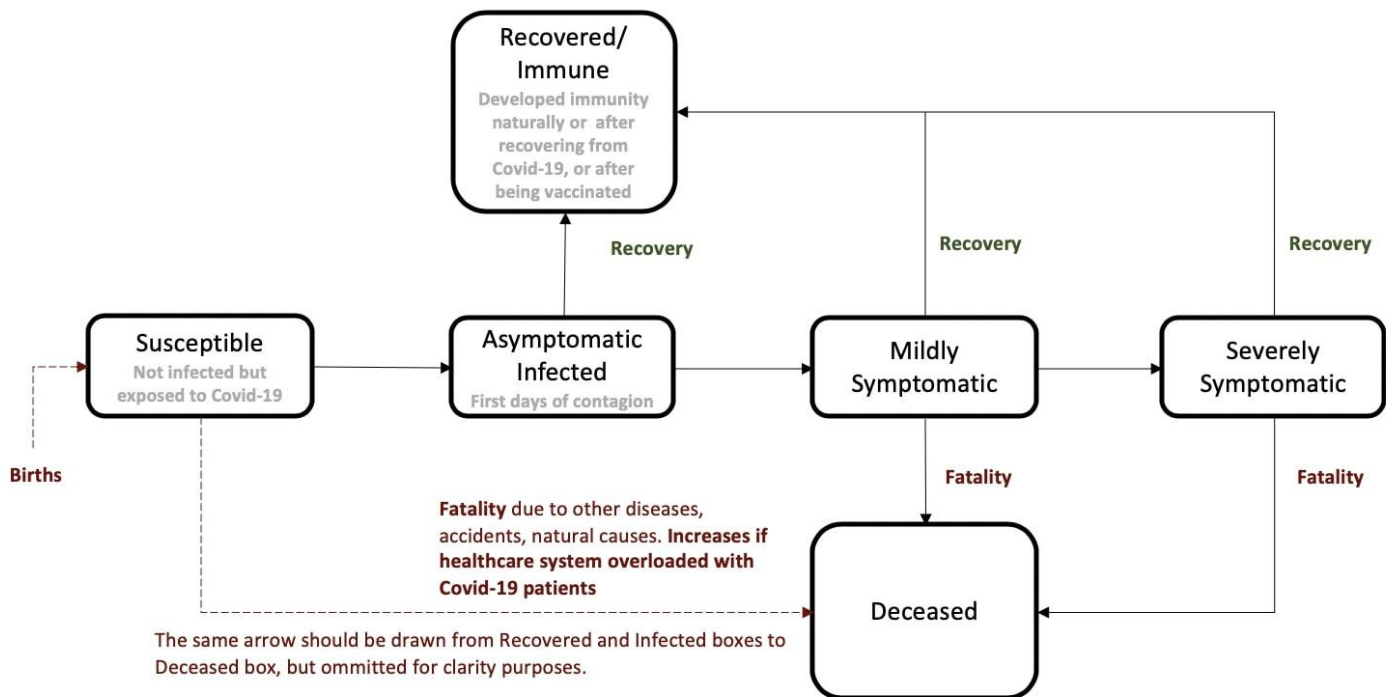 Recovered/
Immune
Developed immunity
naturally or after
recovering from
Covid-19, or after
being vaccinated
Recovery
Recovery
Recovery
Susceptible
Not infected but
exposed to Covid-19
Asymptomatic
Infected
First days of contagion
Mildly
Symptomatic
Severely
Symptomatic
Births
Fatality
Fatality
Fatality due to other diseases,
accidents, natural causes. Increases if
healthcare system overloaded with
Covid-19 patients
Deceased
The same arrow should be drawn from Recovered and Infected boxes to
Deceased box, but ommitted for clarity purposes.